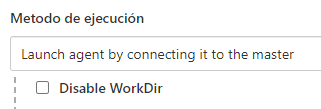 Metodo de ejecución
Launch agent by connecting it to the master
Disable WorkDir